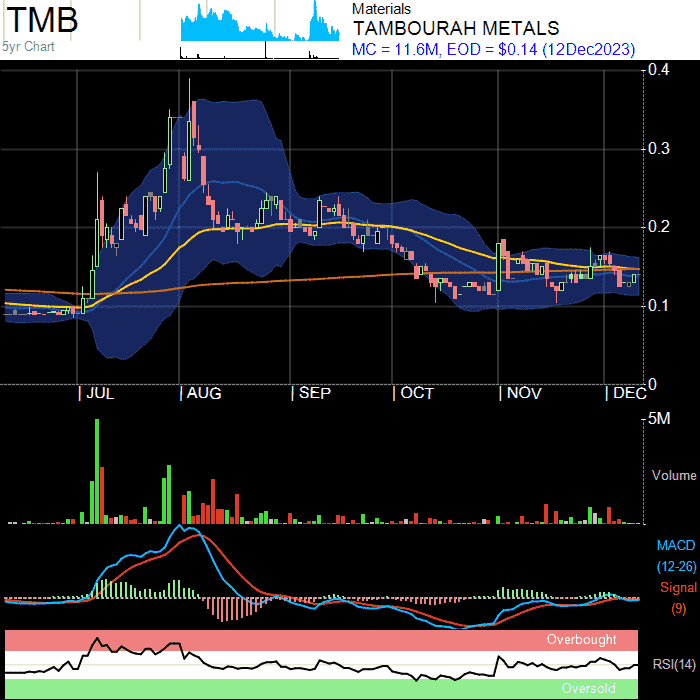 TMB
5yr Chart
Materials
TAMBOURAH METALS
MC = 11.6M, EOD = $0.14 (12Dec2023)
0.4
0.3
0.2
0.1
0
JUL AUG SEP OCT NOV DEC
5M
Volume
MACD
(12-26)
Signal
(9)
Overbought
RSI(14)
Oversold